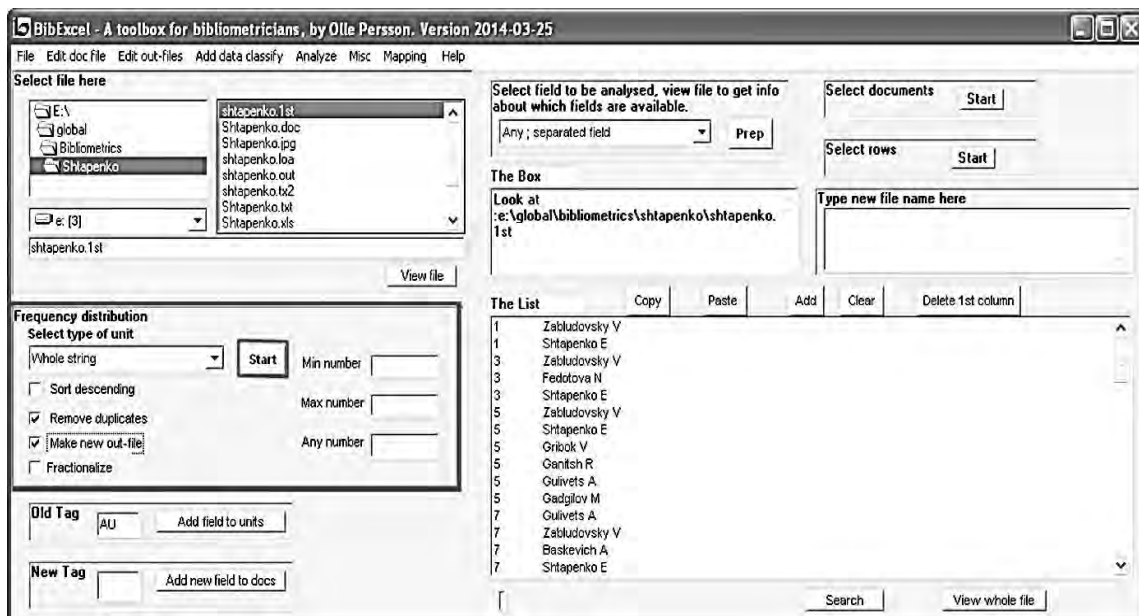 BibExcel - A toolbox for bibliometricians, by Olle Persson. Version 2014-03-25
File Edit doc file Edit out-files Add data classify Analyze Misc Mapping Help
Select file here
E:\
global
Bibliometrics
Shtapenko
e: [3]
shtapenko.1st
Shtapenko.doc
Shtapenko.jpg
shtapenko.loa
shtapenko.out
shtapenko.tx2
Shtapenko.txt
Shtapenko.xls
shtapenko.1st
View file
Select field to be analysed, view file to get info
about which fields are available.
Any ; separated field
Prep
Select documents
Start
Select rows
Start
The Box
Look at
:e:\global\bibliometrics\shtapenko\shtapenko.
1st
Type new file name here
Frequency distribution
Select type of unit
Whole string
Start
Sort descending
Remove duplicates
Make new out-file
Fractionalize
Min number
Max number
Any number
Old Tag
AU
Add field to units
New Tag
Add new field to docs
The List
Copy
Paste
Add
Clear
Delete 1st column
1 Zabludovsky V
1 Shtapenko E
3 Zabludovsky V
3 Fedotova N
3 Shtapenko E
5 Zabludovsky V
5 Shtapenko E
5 Gribok V
5 Ganitsh R
5 Gulivets A
5 Gadgilov M
7 Gulivets A
7 Zabludovsky V
7 Baskevich A
7 Shtapenko E
Search
View whole file